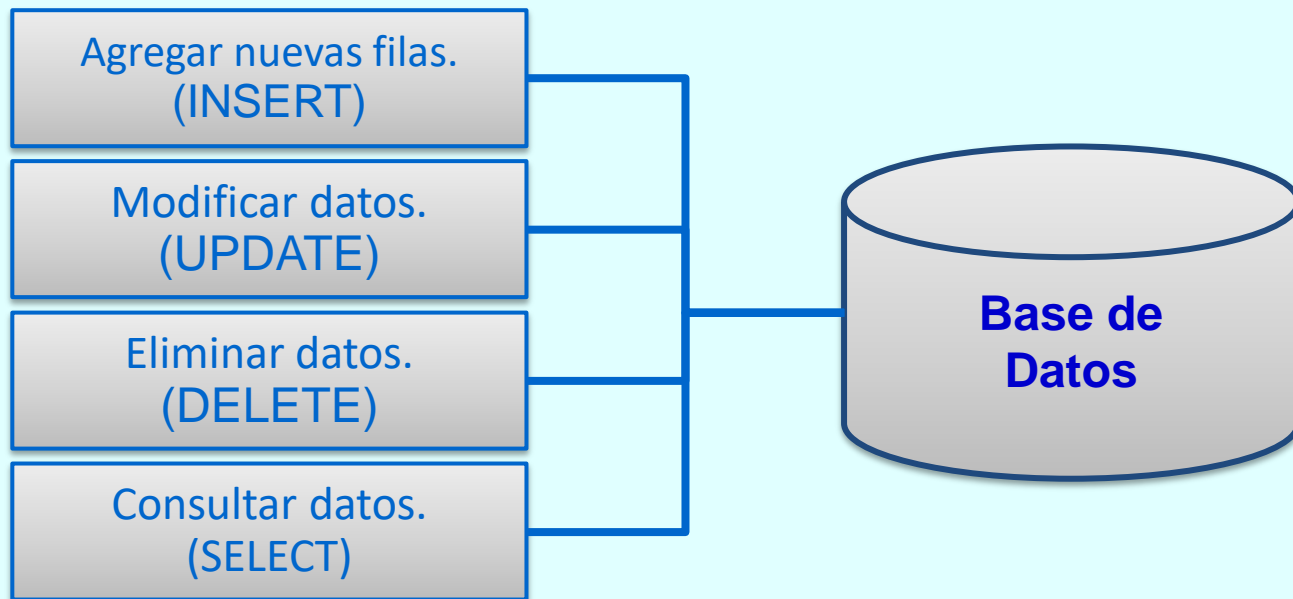 Agregar nuevas filas.
(INSERT)
Modificar datos.
(UPDATE)
Eliminar datos.
(DELETE)
Consultar datos.
(SELECT)
Base de
Datos